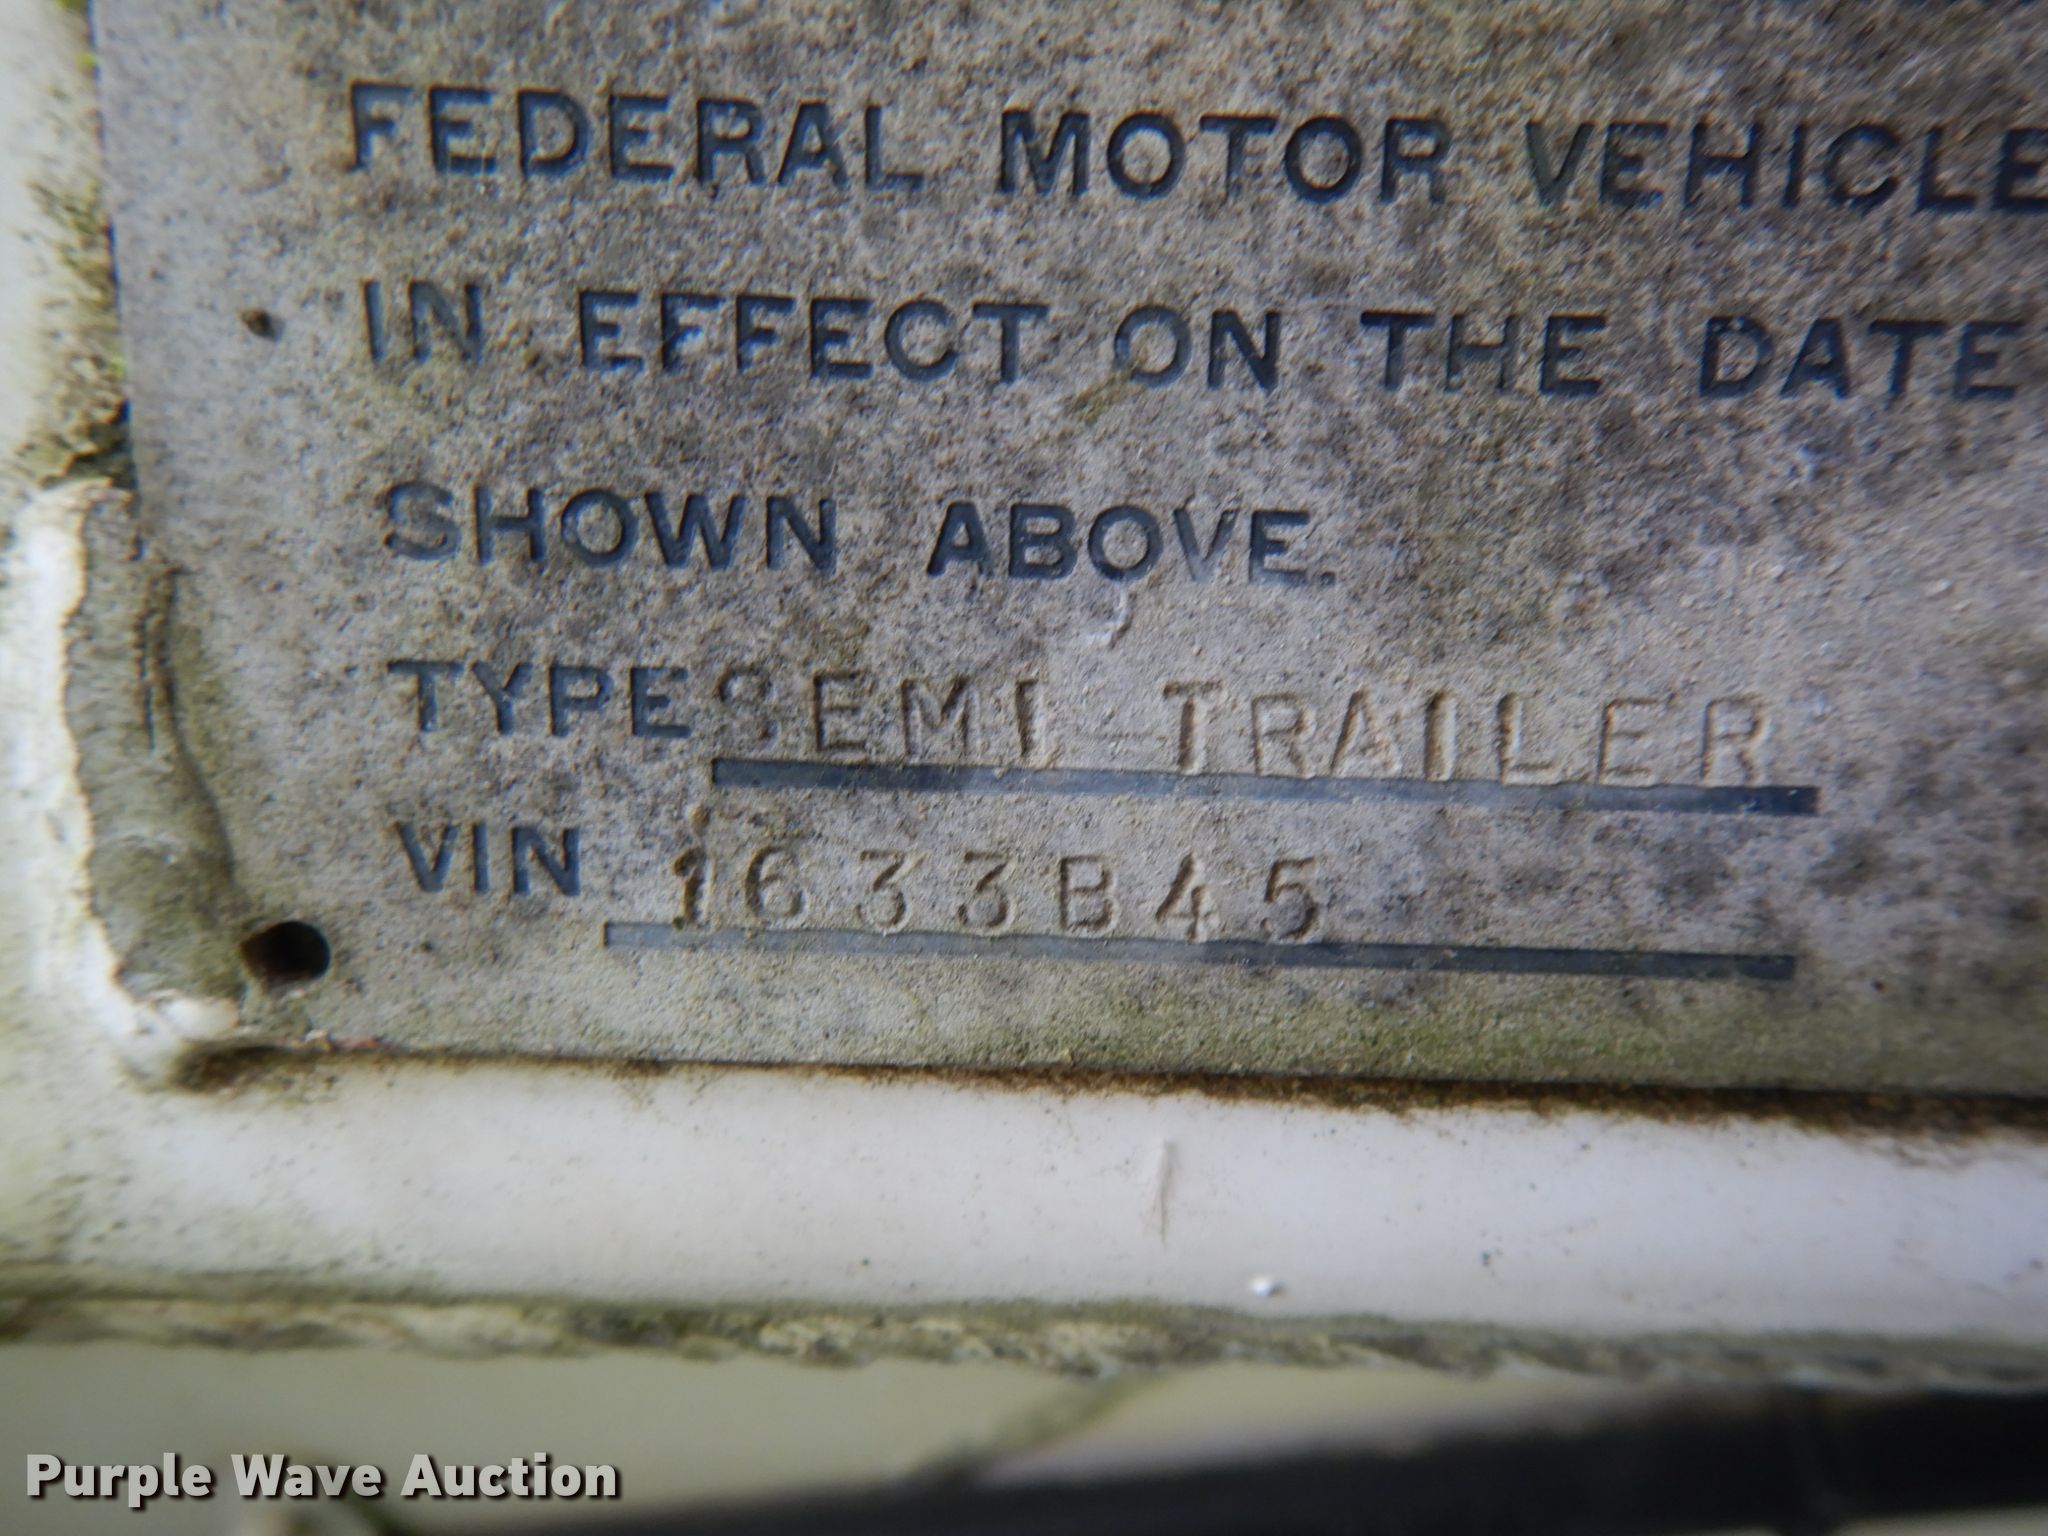 FEDERAL MOTOR VEHICLE
IN EFFECT ON THE DATE
SHOWN ABOVE.
TYPE SEMI-TRAILER
VIN 1633B45
Purple Wave Auction